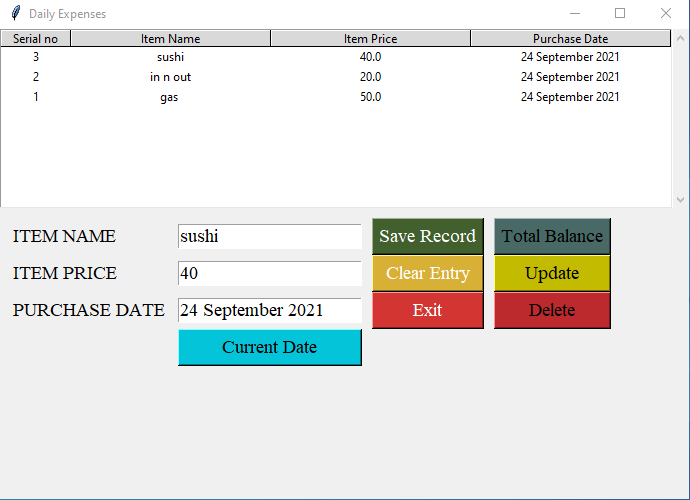 Daily Expenses
Serial no Item Name Item Price Purchase Date
3 sushi 40.0 24 September 2021
2 in n out 20.0 24 September 2021
1 gas 50.0 24 September 2021
ITEM NAME sushi Save Record Total Balance
ITEM PRICE 40 Clear Entry Update
PURCHASE DATE 24 September 2021 Exit Delete
Current Date